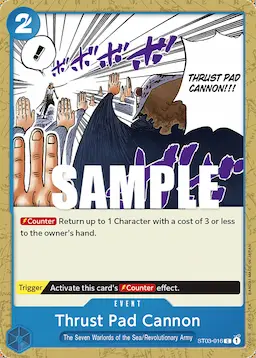 2
ボボボボボ
THRUST PAD
CANNON!!!
SAMPLE
Counter Return up to 1 Character with a cost of 3 or less
to the owner's hand.
Trigger Activate this card's Counter effect.
EVENT
Thrust Pad Cannon
The Seven Warlords of the Sea/Revolutionary Army
ST03-016 C 1